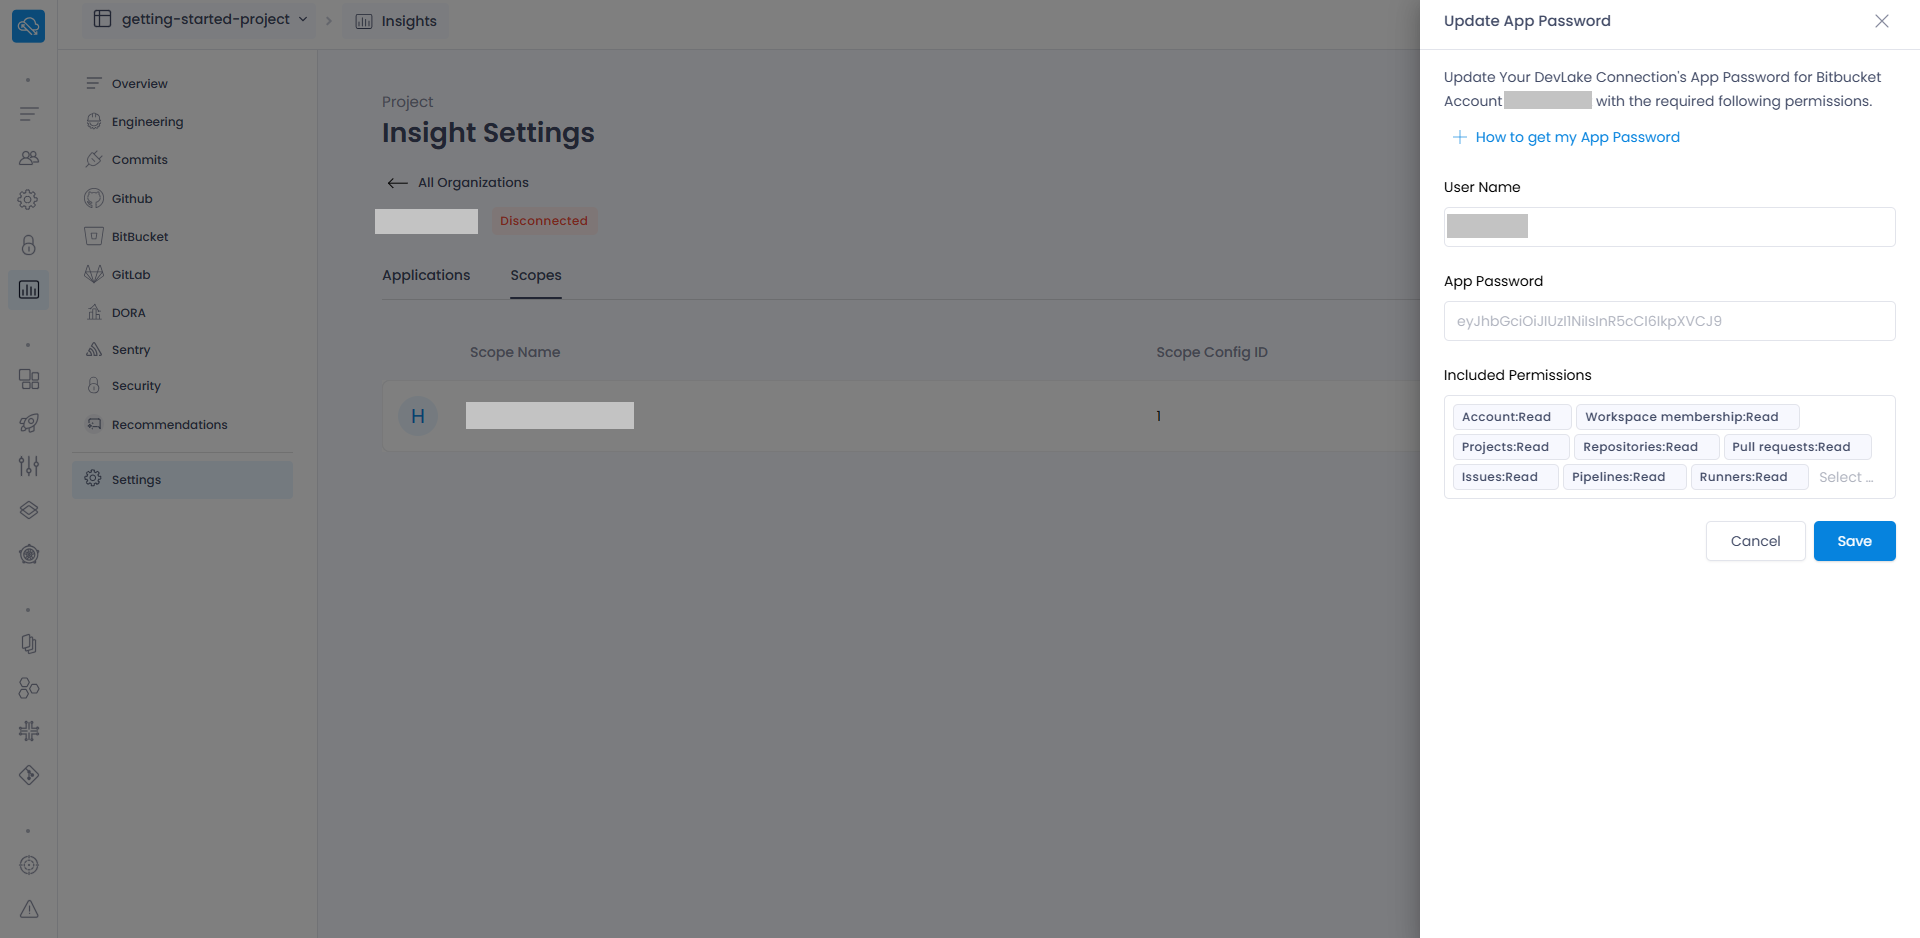 getting-started-project
Insights
Overview
Engineering
Commits
Github
BitBucket
GitLab
DORA
Sentry
Security
Recommendations
Settings
Project
Insight Settings
All Organizations
Disconnected
Applications
Scopes
Scope Name
Scope Config ID
H
1
Update App Password
Update Your DevLake Connection's App Password for Bitbucket
Account with the required following permissions.
How to get my App Password
User Name
App Password
eyJhbGciOiJIUzI1NiIsInR5cCI6IkpXVCJ9
Included Permissions
Account:Read Workspace membership:Read
Projects:Read Repositories:Read Pull requests:Read
Issues:Read Pipelines:Read Runners:Read Select ...
Cancel Save